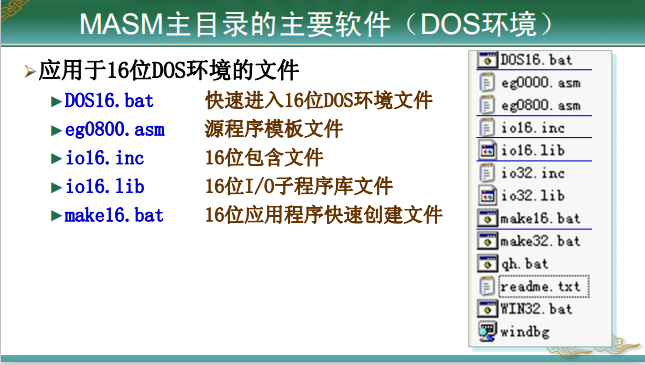 MASM主目录的主要软件（DOS环境）
应用于16位DOS环境的文件
DOS16.bat 快速进入16位DOS环境文件
eg0800.asm 源程序模板文件
io16.inc 16位包含文件
io16.lib 16位I/O子程序库文件
make16.bat 16位应用程序快速创建文件
DOS16.bat
eg0000.asm
eg0800.asm
io16.inc
io16.lib
io32.inc
io32.lib
make16.bat
make32.bat
qh.bat
readme.txt
WIN32.bat
windbg